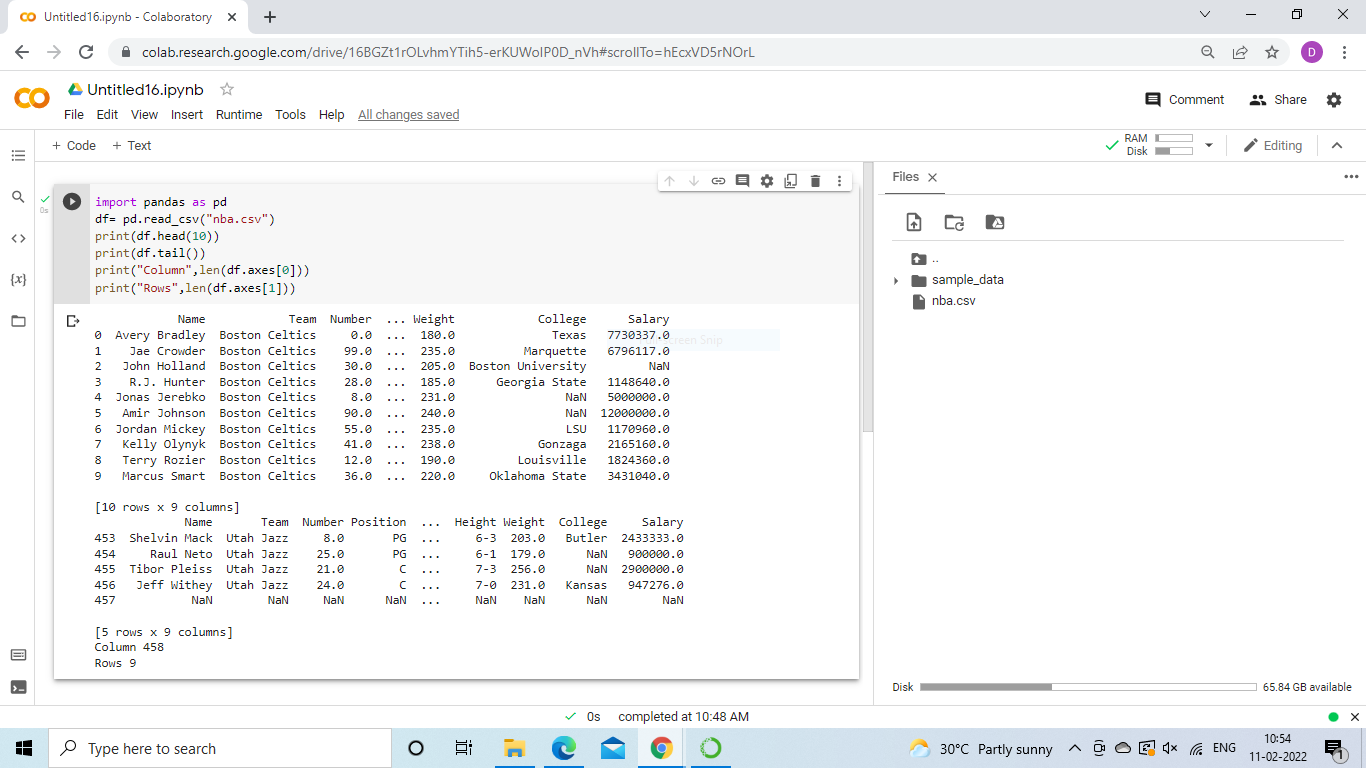 Untitled16.ipynb - Colaboratory
colab.research.google.com/drive/16BGZt1rOLvhmYTih5-erKUWolP0D_nVh#scrollTo=hEcxVD5rNOrL
D
Untitled16.ipynb
File Edit View Insert Runtime Tools Help All changes saved
Comment Share
+ Code + Text
RAM
Disk
Editing
Files
0s
import pandas as pd
df= pd.read_csv("nba.csv")
print(df.head(10))
print(df.tail())
print("Column",len(df.axes[0]))
print("Rows",len(df.axes[1]))
..
sample_data
nba.csv
{x}
Name Team Number ... Weight College Salary
0 Avery Bradley Boston Celtics 0.0 ... 180.0 Texas 7730337.0
1 Jae Crowder Boston Celtics 99.0 ... 235.0 Marquette 6796117.0
2 John Holland Boston Celtics 30.0 ... 205.0 Boston University NaN
3 R.J. Hunter Boston Celtics 28.0 ... 185.0 Georgia State 1148640.0
4 Jonas Jerebko Boston Celtics 8.0 ... 231.0 NaN 5000000.0
5 Amir Johnson Boston Celtics 90.0 ... 240.0 NaN 12000000.0
6 Jordan Mickey Boston Celtics 55.0 ... 235.0 LSU 1170960.0
7 Kelly Olynyk Boston Celtics 41.0 ... 238.0 Gonzaga 2165160.0
8 Terry Rozier Boston Celtics 12.0 ... 190.0 Louisville 1824360.0
9 Marcus Smart Boston Celtics 36.0 ... 220.0 Oklahoma State 3431040.0
[10 rows x 9 columns]
Name Team Number Position ... Height Weight College Salary
453 Shelvin Mack Utah Jazz 8.0 PG ... 6-3 203.0 Butler 2433333.0
454 Raul Neto Utah Jazz 25.0 PG ... 6-1 179.0 NaN 900000.0
455 Tibor Pleiss Utah Jazz 21.0 C ... 7-3 256.0 NaN 2900000.0
456 Jeff Withey Utah Jazz 24.0 C ... 7-0 231.0 Kansas 947276.0
457 NaN NaN NaN NaN ... NaN NaN NaN NaN
[5 rows x 9 columns]
Column 458
Rows 9
Disk 65.84 GB available
0s completed at 10:48 AM
Type here to search
30°C Partly sunny
ENG
10:54
11-02-2022
1